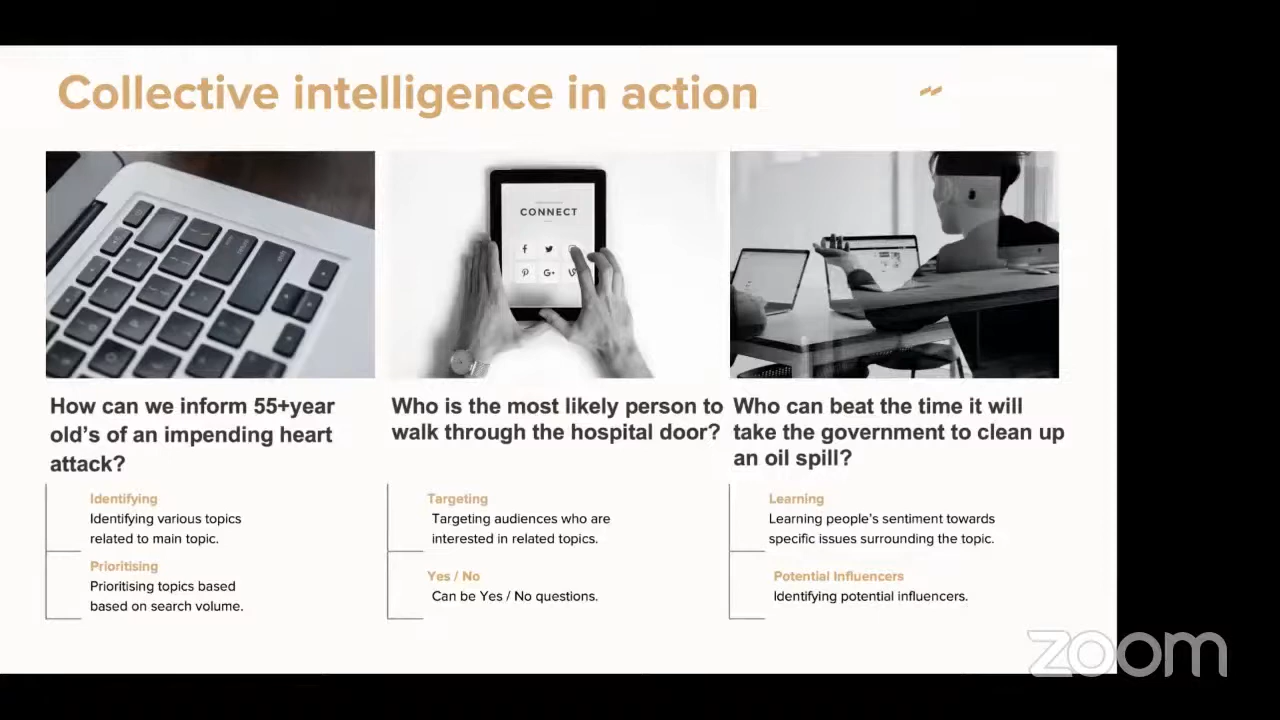 Collective intelligence in action
CONNECT
How can we inform 55+year
old's of an impending heart
attack?
Identifying
Identifying various topics
related to main topic.
Prioritising
Prioritising topics based
based on search volume.
Who is the most likely person to
walk through the hospital door?
Targeting
Targeting audiences who are
interested in related topics.
Yes / No
Can be Yes / No questions.
Who can beat the time it will
take the government to clean up
an oil spill?
Learning
Learning people's sentiment towards
specific issues surrounding the topic.
Potential Influencers
Identifying potential influencers.
zoom